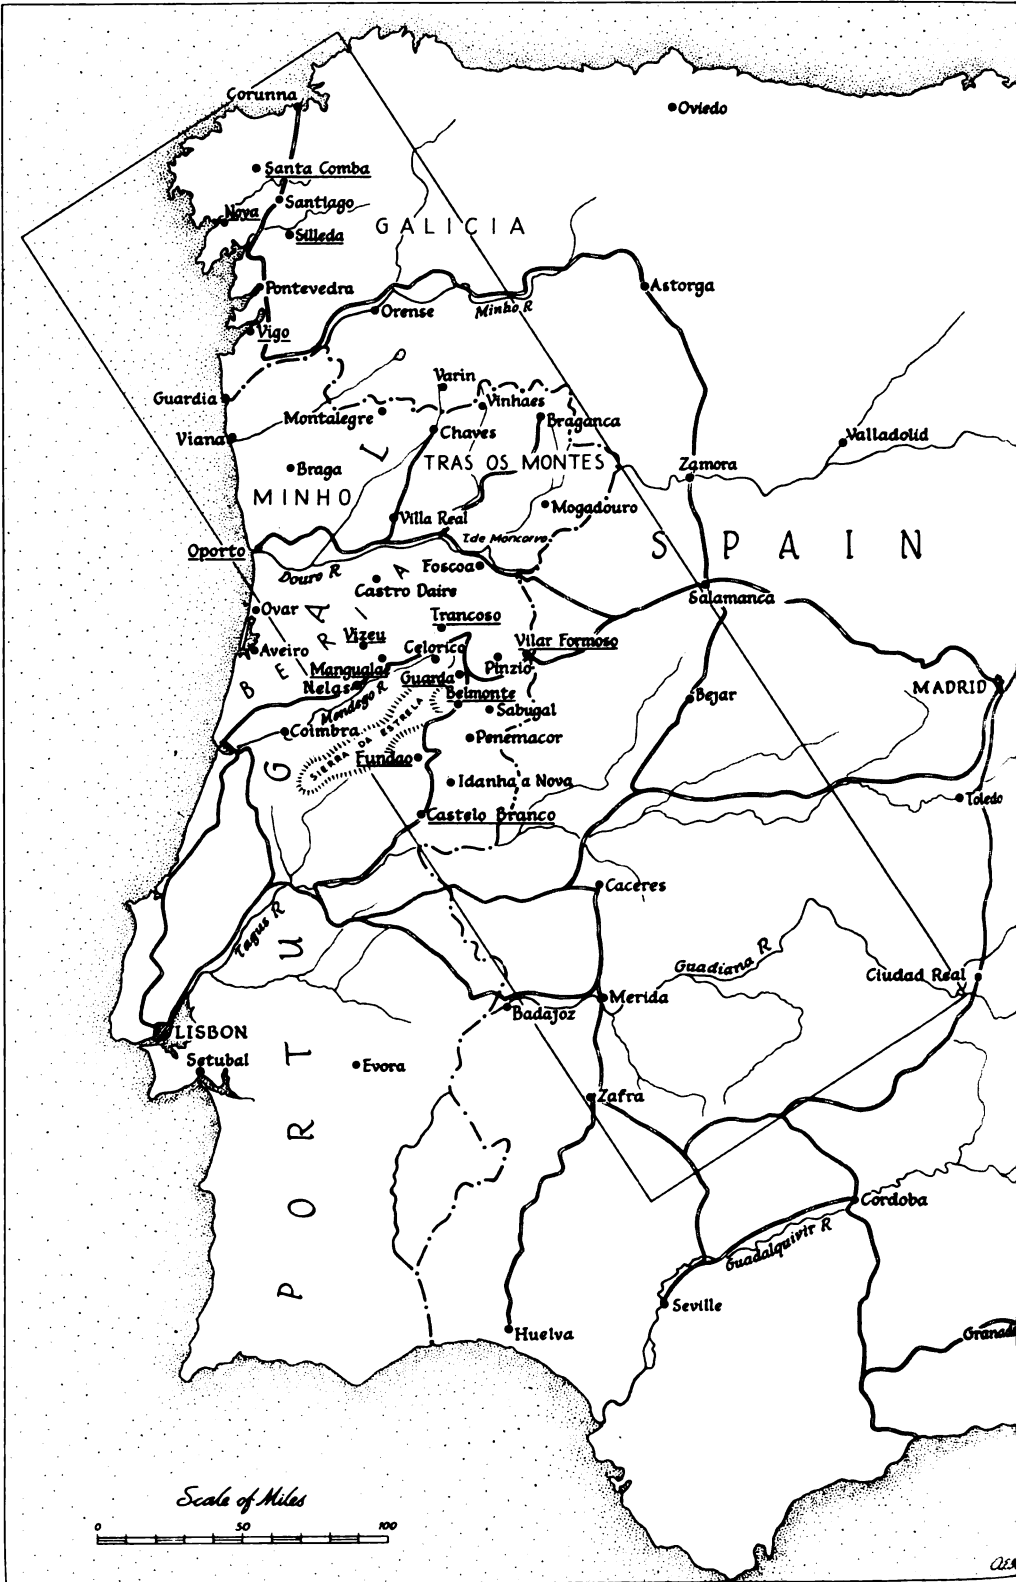 Corunna
Oviedo
Santa Comba
Nova
Santiago
Silleda
GALICIA
Pontevedra
Astorga
Orense
Minho R
Vigo
Varin
Guardia
Vinhaes
Montalegre
Braganca
Viana
Chaves
Valladolid
Braga
TRAS OS MONTES
Zamora
MINHO
Mogadouro
Villa Real
SPAIN
T.de Moncorvo
Oporto
Douro R
Foscoa
Castro Daire
Salamanca
Ovar
Trancoso
Vizeu
Vilar Formoso
Aveiro
Celorico
Mangualde
Pinzio
Guarda
BEIRA
Nelas
Belmonte
MADRID
Mondego R
Sabugal
Bejar
Coimbra
SIERRA DA ESTRELA
Penemacor
Fundao
Idanha a Nova
Toledo
Castelo Branco
Caceres
Tagus R
Guadiana R
Ciudad Real
Merida
Badajoz
LISBON
Setubal
Evora
Zafra
PORTUGAL
Cordoba
Guadalquivir R
Seville
Huelva
Granada
Scale of Miles
0 50 100